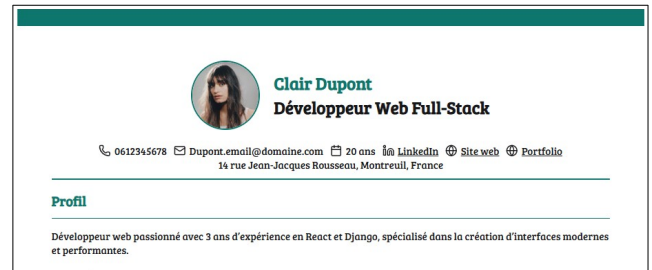 Clair Dupont
Développeur Web Full-Stack
0612345678 Dupont.email@domaine.com 20 ans LinkedIn Site web Portfolio
14 rue Jean-Jacques Rousseau, Montreuil, France
Profil
Développeur web passionné avec 3 ans d'expérience en React et Django, spécialisé dans la création d'interfaces modernes
et performantes.